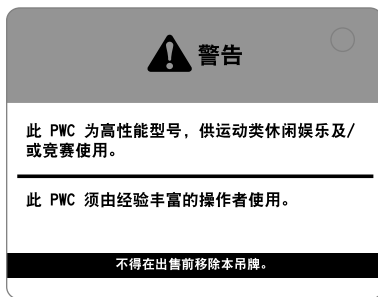 警告
此 PWC 为高性能型号，供运动类休闲娱乐及/
或竞赛使用。
此 PWC 须由经验丰富的操作者使用。
不得在出售前移除本吊牌。